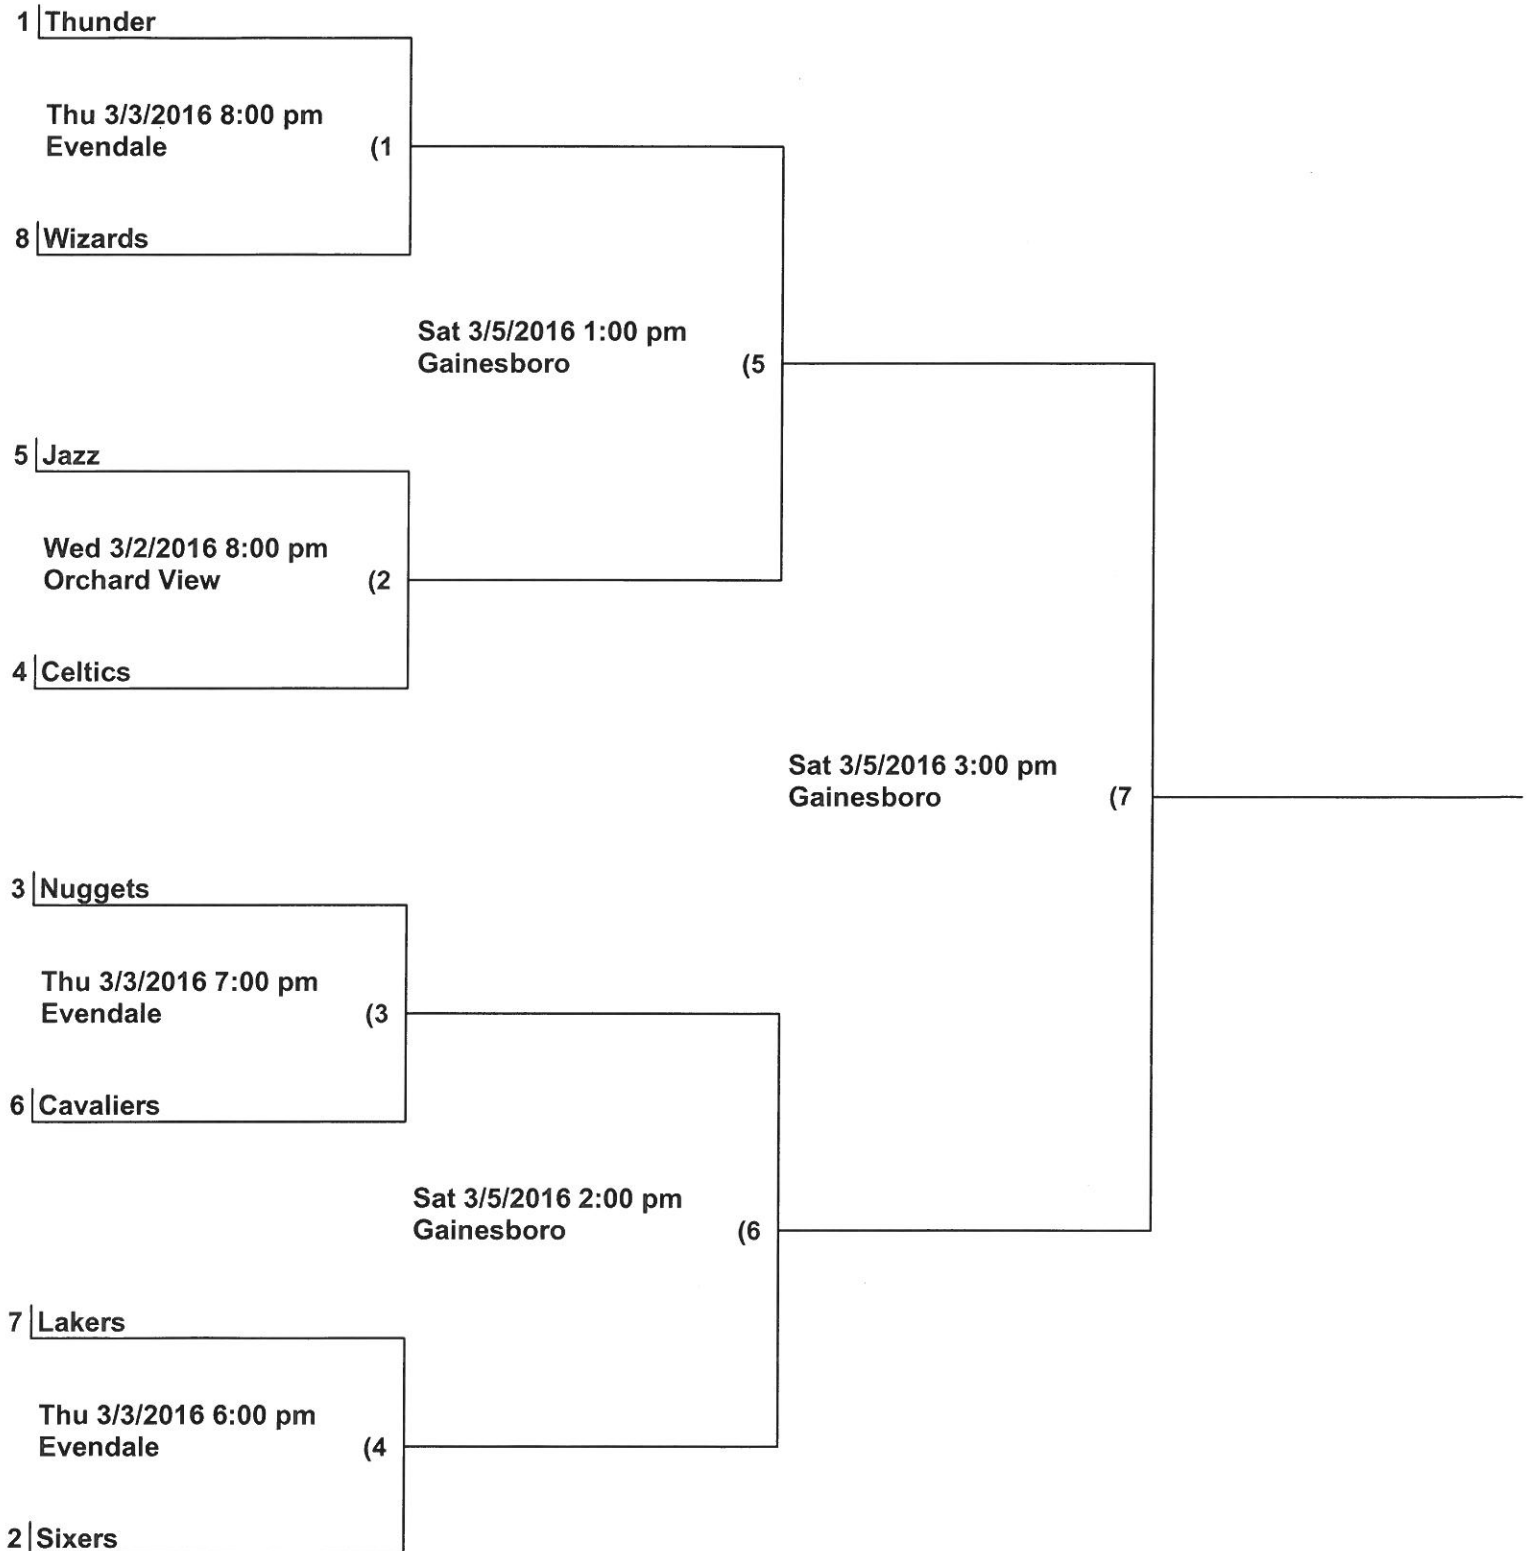 1 Thunder
Thu 3/3/2016 8:00 pm
Evendale (1
8 Wizards
Sat 3/5/2016 1:00 pm
Gainesboro (5
5 Jazz
Wed 3/2/2016 8:00 pm
Orchard View (2
4 Celtics
Sat 3/5/2016 3:00 pm
Gainesboro (7
3 Nuggets
Thu 3/3/2016 7:00 pm
Evendale (3
6 Cavaliers
Sat 3/5/2016 2:00 pm
Gainesboro (6
7 Lakers
Thu 3/3/2016 6:00 pm
Evendale (4
2 Sixers